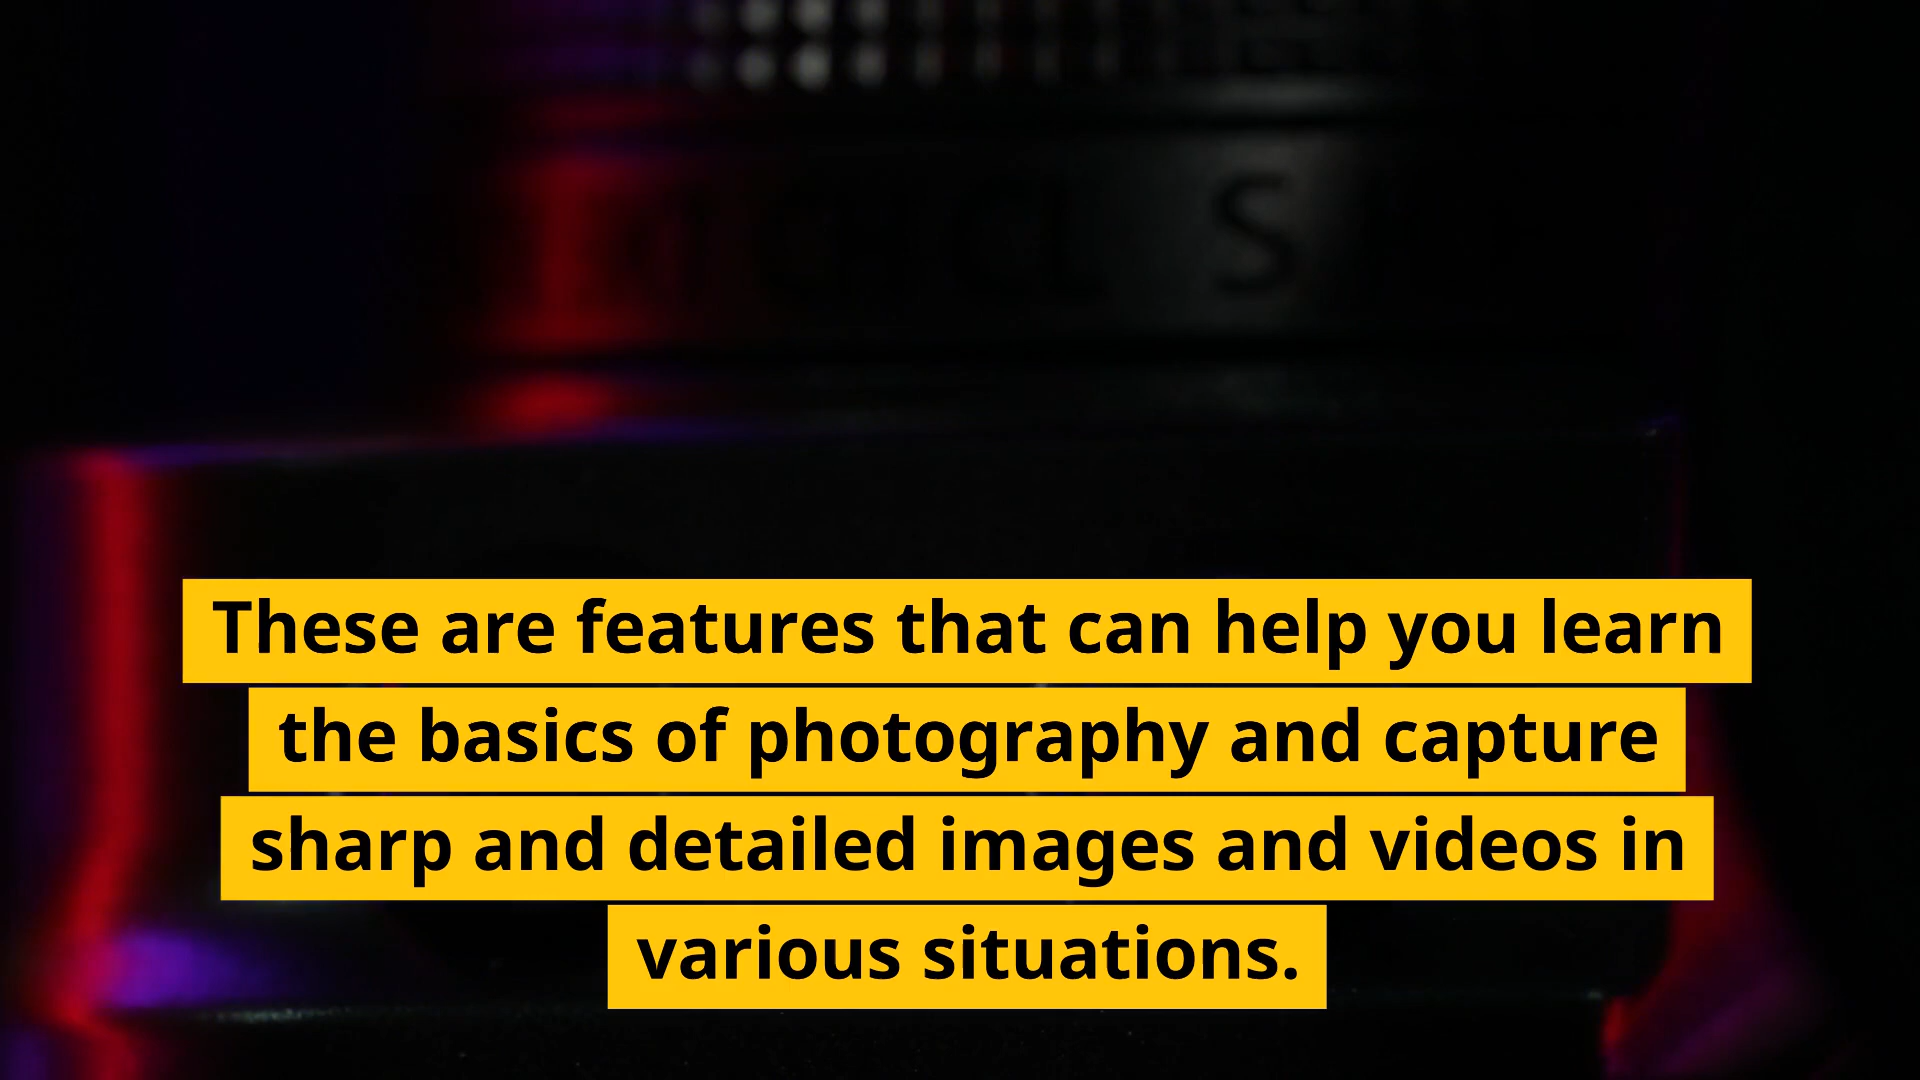 S
These are features that can help you learn
the basics of photography and capture
sharp and detailed images and videos in
various situations.